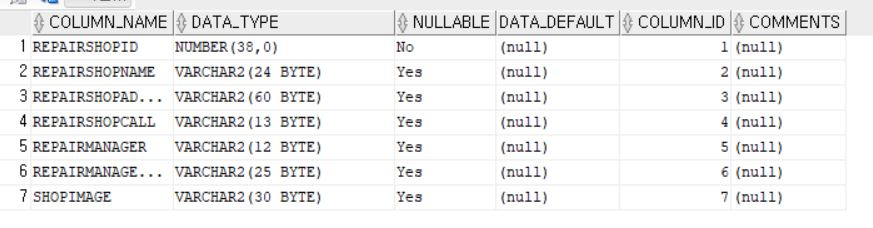 COLUMN_NAME DATA_TYPE NULLABLE DATA_DEFAULT COLUMN_ID COMMENTS
1 REPAIRSHOPID NUMBER(38,0) No (null) 1 (null)
2 REPAIRSHOPNAME VARCHAR2(24 BYTE) Yes (null) 2 (null)
3 REPAIRSHOPAD... VARCHAR2(60 BYTE) Yes (null) 3 (null)
4 REPAIRSHOPCALL VARCHAR2(13 BYTE) Yes (null) 4 (null)
5 REPAIRMANAGER VARCHAR2(12 BYTE) Yes (null) 5 (null)
6 REPAIRMANAGE... VARCHAR2(25 BYTE) Yes (null) 6 (null)
7 SHOPIMAGE VARCHAR2(30 BYTE) Yes (null) 7 (null)